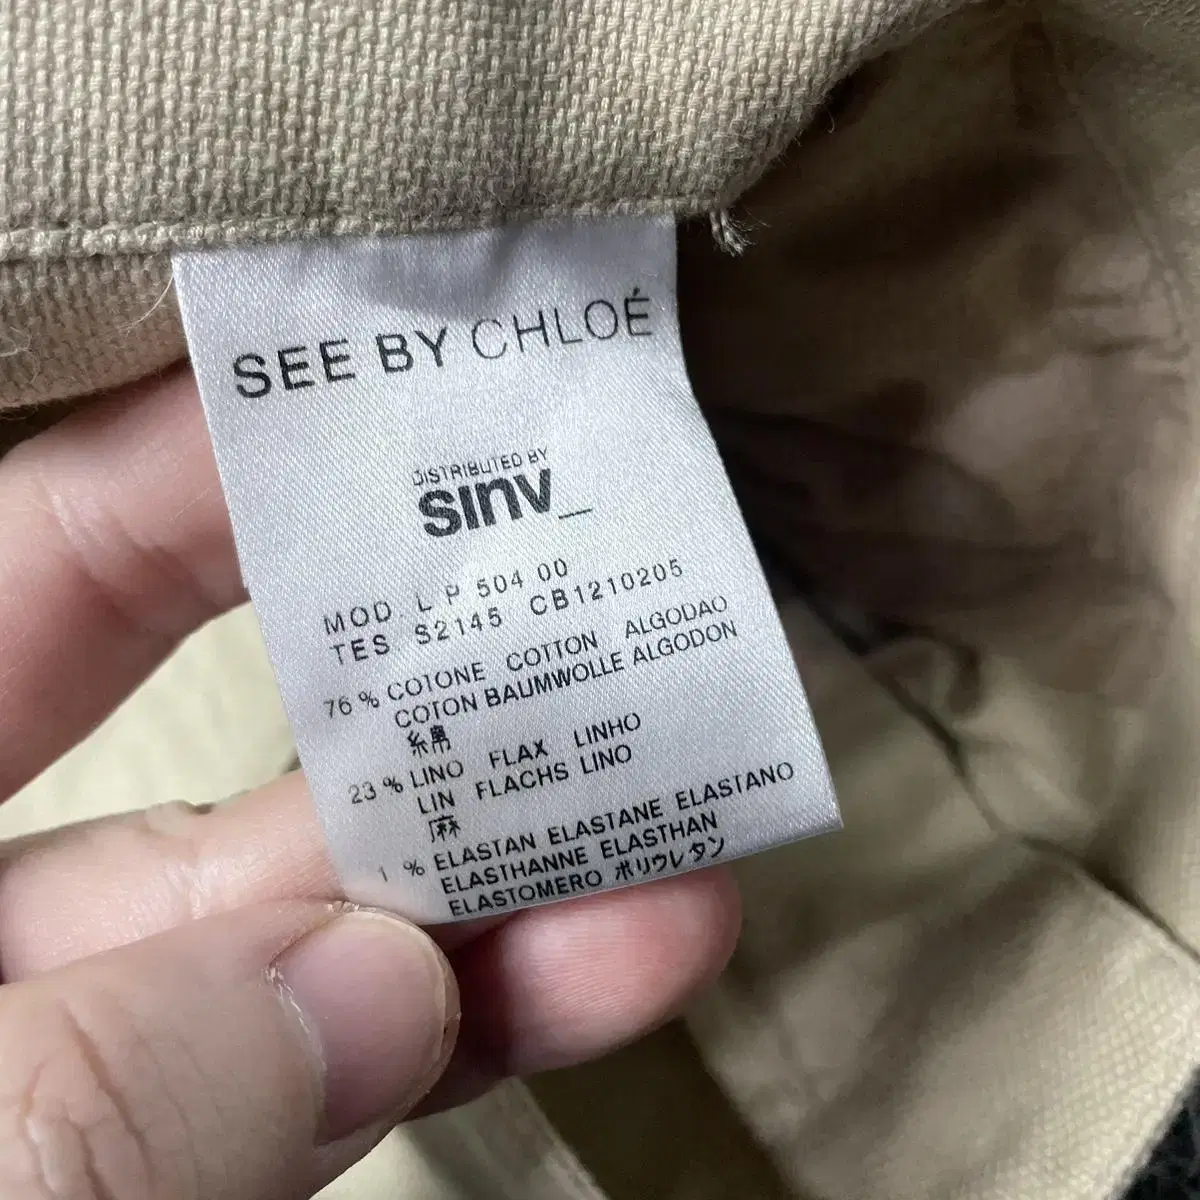 SEE BY CHLOÉ
DISTRIBUTED BY
sinv_
MOD. L P 504 00
TES S2145 CB1210205
76 % COTONE COTTON ALGODAO
COTON BAUMWOLLE ALGODON
糸帛
23 % LINO FLAX LINHO
LIN FLACHS LINO
麻
1 % ELASTAN ELASTANE ELASTANO
ELASTHANNE ELASTHAN
ELASTOMERO ポリウレタン